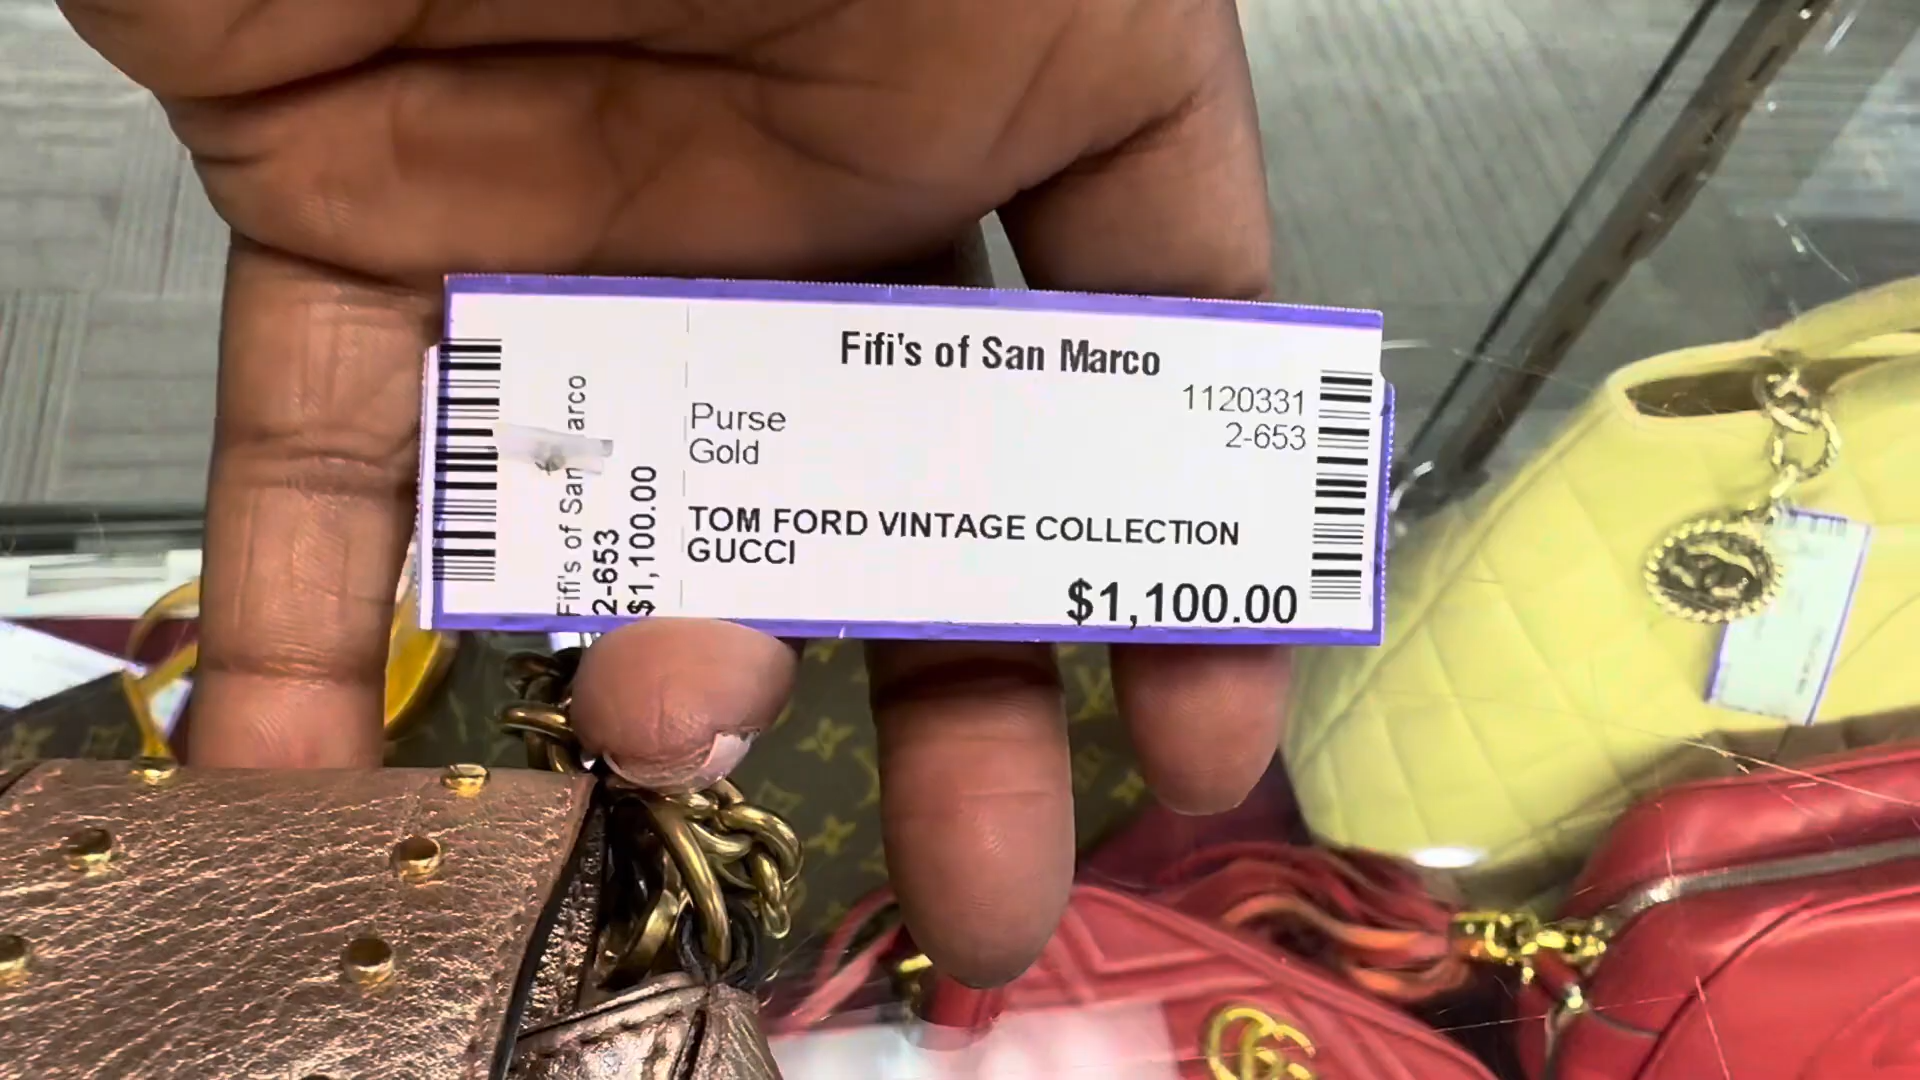 Fifi's of San Marco
1120331
Purse
2-653
Gold
TOM FORD VINTAGE COLLECTION
GUCCI
$1,100.00
Fifi's of San arco
2-653
$1,100.00